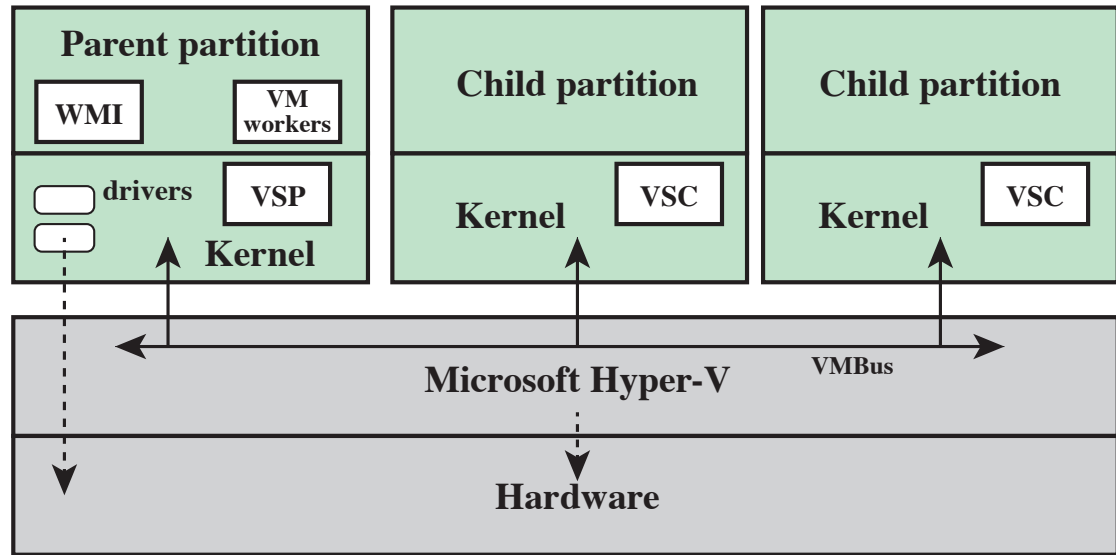 Parent partition
WMI
VM
workers
drivers
VSP
Kernel
Child partition
Kernel
VSC
Child partition
Kernel
VSC
VMBus
Microsoft Hyper-V
Hardware